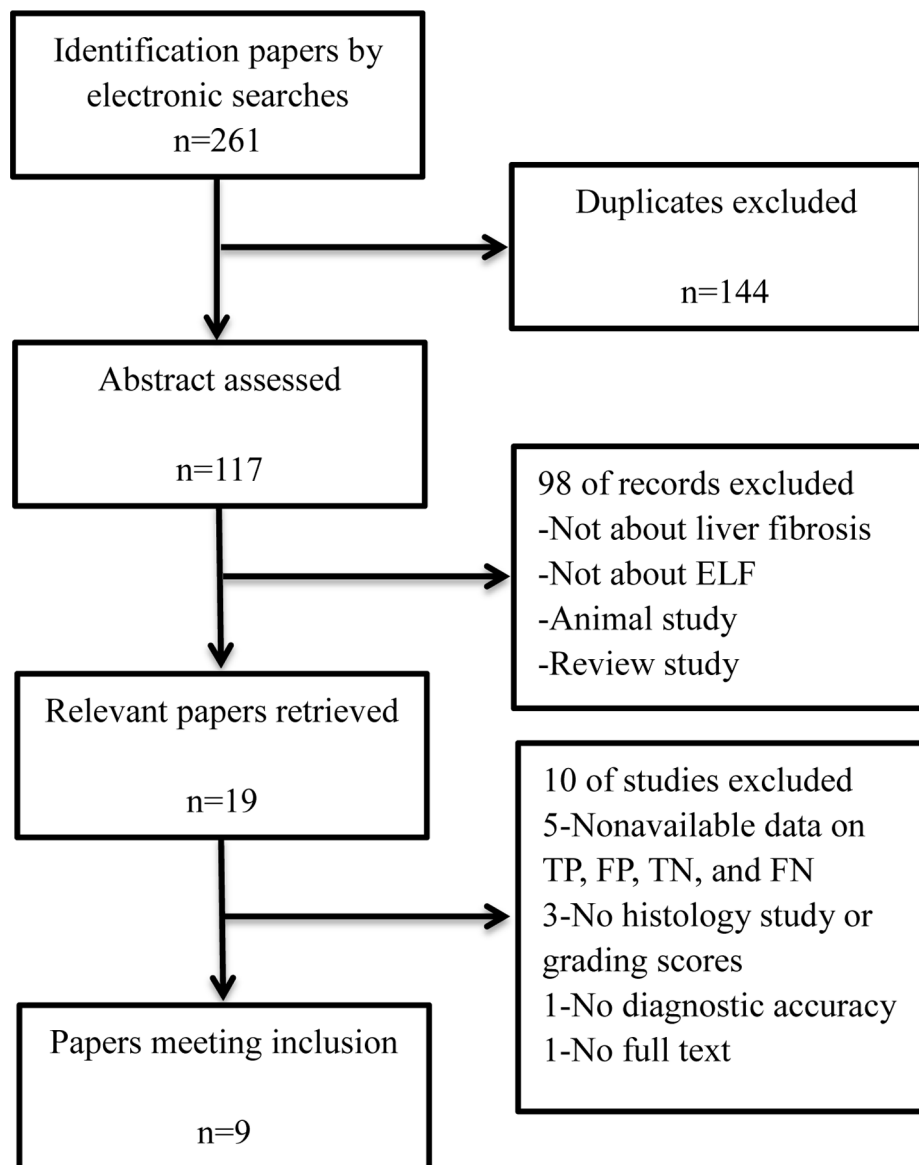 Identification papers by
electronic searches
n=261
Duplicates excluded
n=144
Abstract assessed
n=117
98 of records excluded
-Not about liver fibrosis
-Not about ELF
-Animal study
-Review study
Relevant papers retrieved
n=19
10 of studies excluded
5-Nonavailable data on
TP, FP, TN, and FN
3-No histology study or
grading scores
1-No diagnostic accuracy
1-No full text
Papers meeting inclusion
n=9